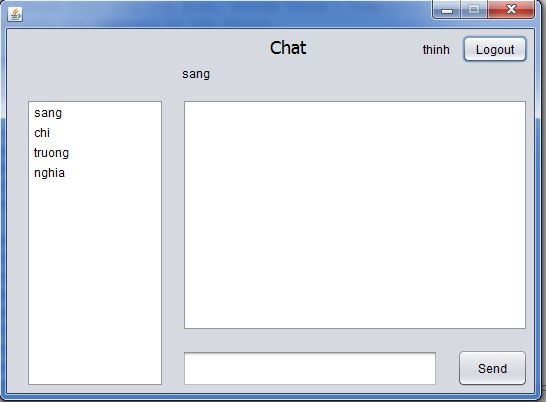 Chat
thinh
Logout
sang
sang
chi
truong
nghia
Send